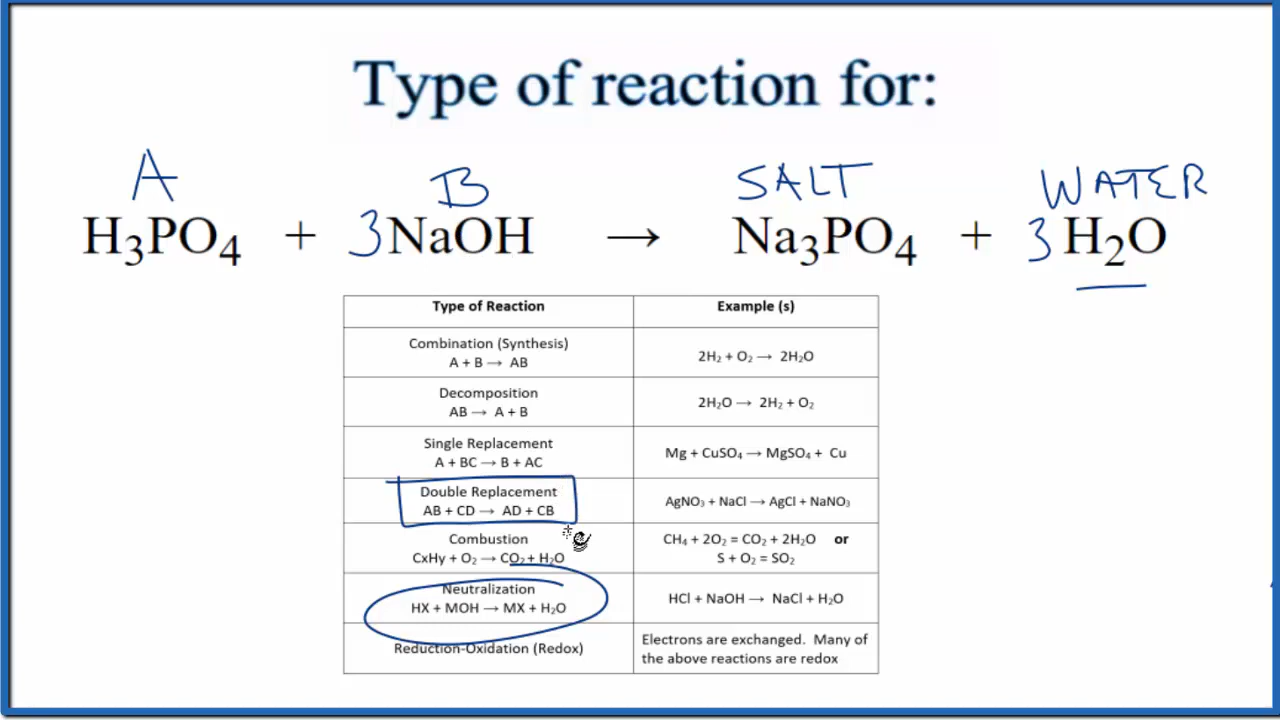 Type of reaction for:
A B SALT WATER
H₃PO₄ + 3NaOH → Na₃PO₄ + 3H₂O
Type of Reaction Example (s)
Combination (Synthesis)
A + B → AB 2H₂ + O₂ → 2H₂O
Decomposition
AB → A + B 2H₂O → 2H₂ + O₂
Single Replacement
A + BC → B + AC Mg + CuSO₄ → MgSO₄ + Cu
Double Replacement
AB + CD → AD + CB AgNO₃ + NaCl → AgCl + NaNO₃
Combustion CH₄ + 2O₂ = CO₂ + 2H₂O or
CxHy + O₂ → CO₂ + H₂O S + O₂ = SO₂
Neutralization
HX + MOH → MX + H₂O HCl + NaOH → NaCl + H₂O
Reduction-Oxidation (Redox) Electrons are exchanged. Many of
the above reactions are redox